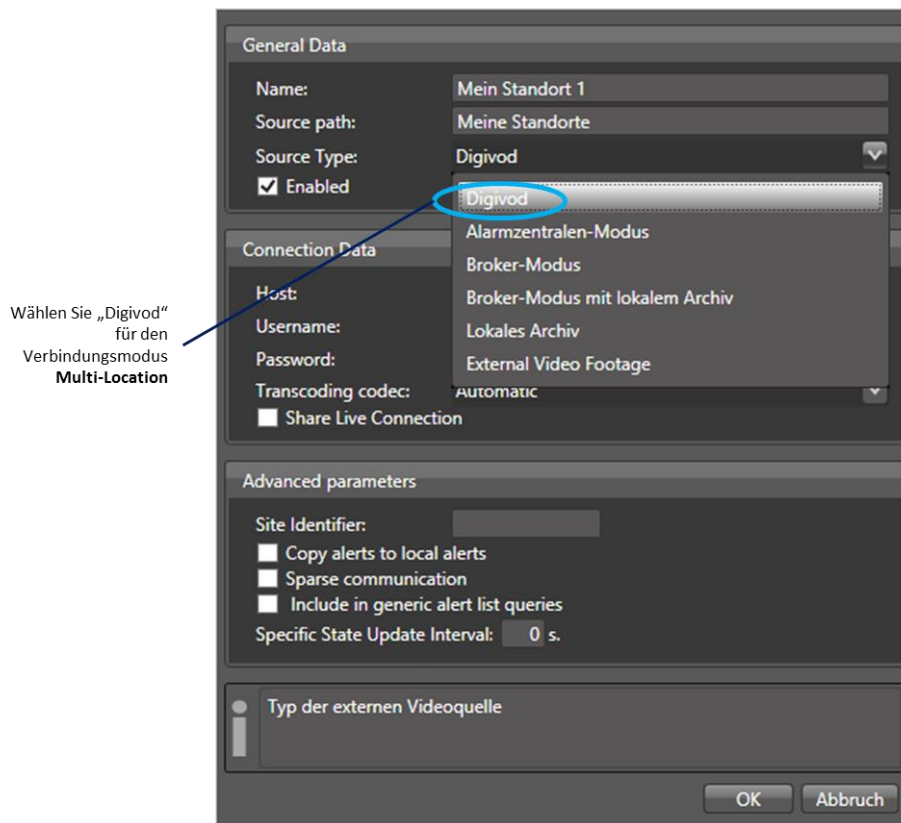 General Data
Name: Mein Standort 1
Source path: Meine Standorte
Source Type: Digivod
Enabled
Digivod
Alarmzentralen-Modus
Broker-Modus
Broker-Modus mit lokalem Archiv
Lokales Archiv
External Video Footage
Connection Data
Host:
Username:
Password:
Transcoding codec: Automatic
Share Live Connection
Wählen Sie „Digivod“
für den
Verbindungsmodus
Multi-Location
Advanced parameters
Site Identifier:
Copy alerts to local alerts
Sparse communication
Include in generic alert list queries
Specific State Update Interval: 0 s.
Typ der externen Videoquelle
OK Abbruch